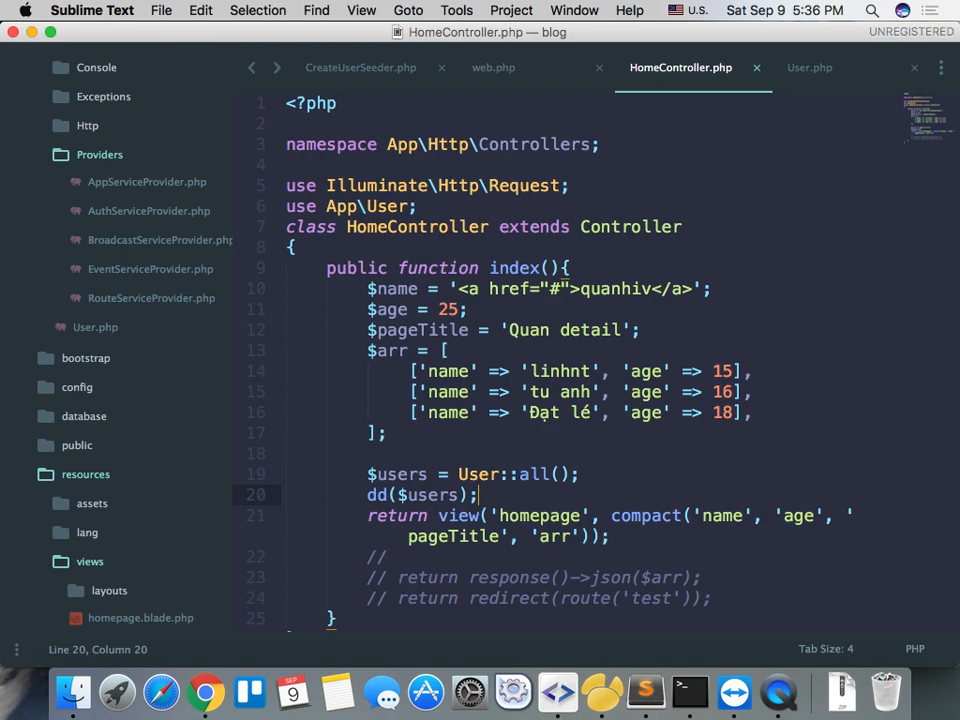 Sublime Text File Edit Selection Find View Goto Tools Project Window Help U.S. Sat Sep 9 5:36 PM
HomeController.php — blog UNREGISTERED
CreateUserSeeder.php × web.php × HomeController.php × User.php ×
Console
Exceptions
Http
Providers
AppServiceProvider.php
AuthServiceProvider.php
BroadcastServiceProvider.php
EventServiceProvider.php
RouteServiceProvider.php
User.php
bootstrap
config
database
public
resources
assets
lang
views
layouts
homepage.blade.php
1 <?php
2
3 namespace App\Http\Controllers;
4
5 use Illuminate\Http\Request;
6 use App\User;
7 class HomeController extends Controller
8 {
9 public function index(){
10 $name = '<a href="#">quanhiv</a>';
11 $age = 25;
12 $pageTitle = 'Quan detail';
13 $arr = [
14 ['name' => 'linhnt', 'age' => 15],
15 ['name' => 'tu anh', 'age' => 16],
16 ['name' => 'Đạt lé', 'age' => 18],
17 ];
18
19 $users = User::all();
20 dd($users);
21 return view('homepage', compact('name', 'age', '
pageTitle', 'arr'));
22 //
23 // return response()->json($arr);
24 // return redirect(route('test'));
25 }
Line 20, Column 20 Tab Size: 4 PHP
SEP
9
ZIP